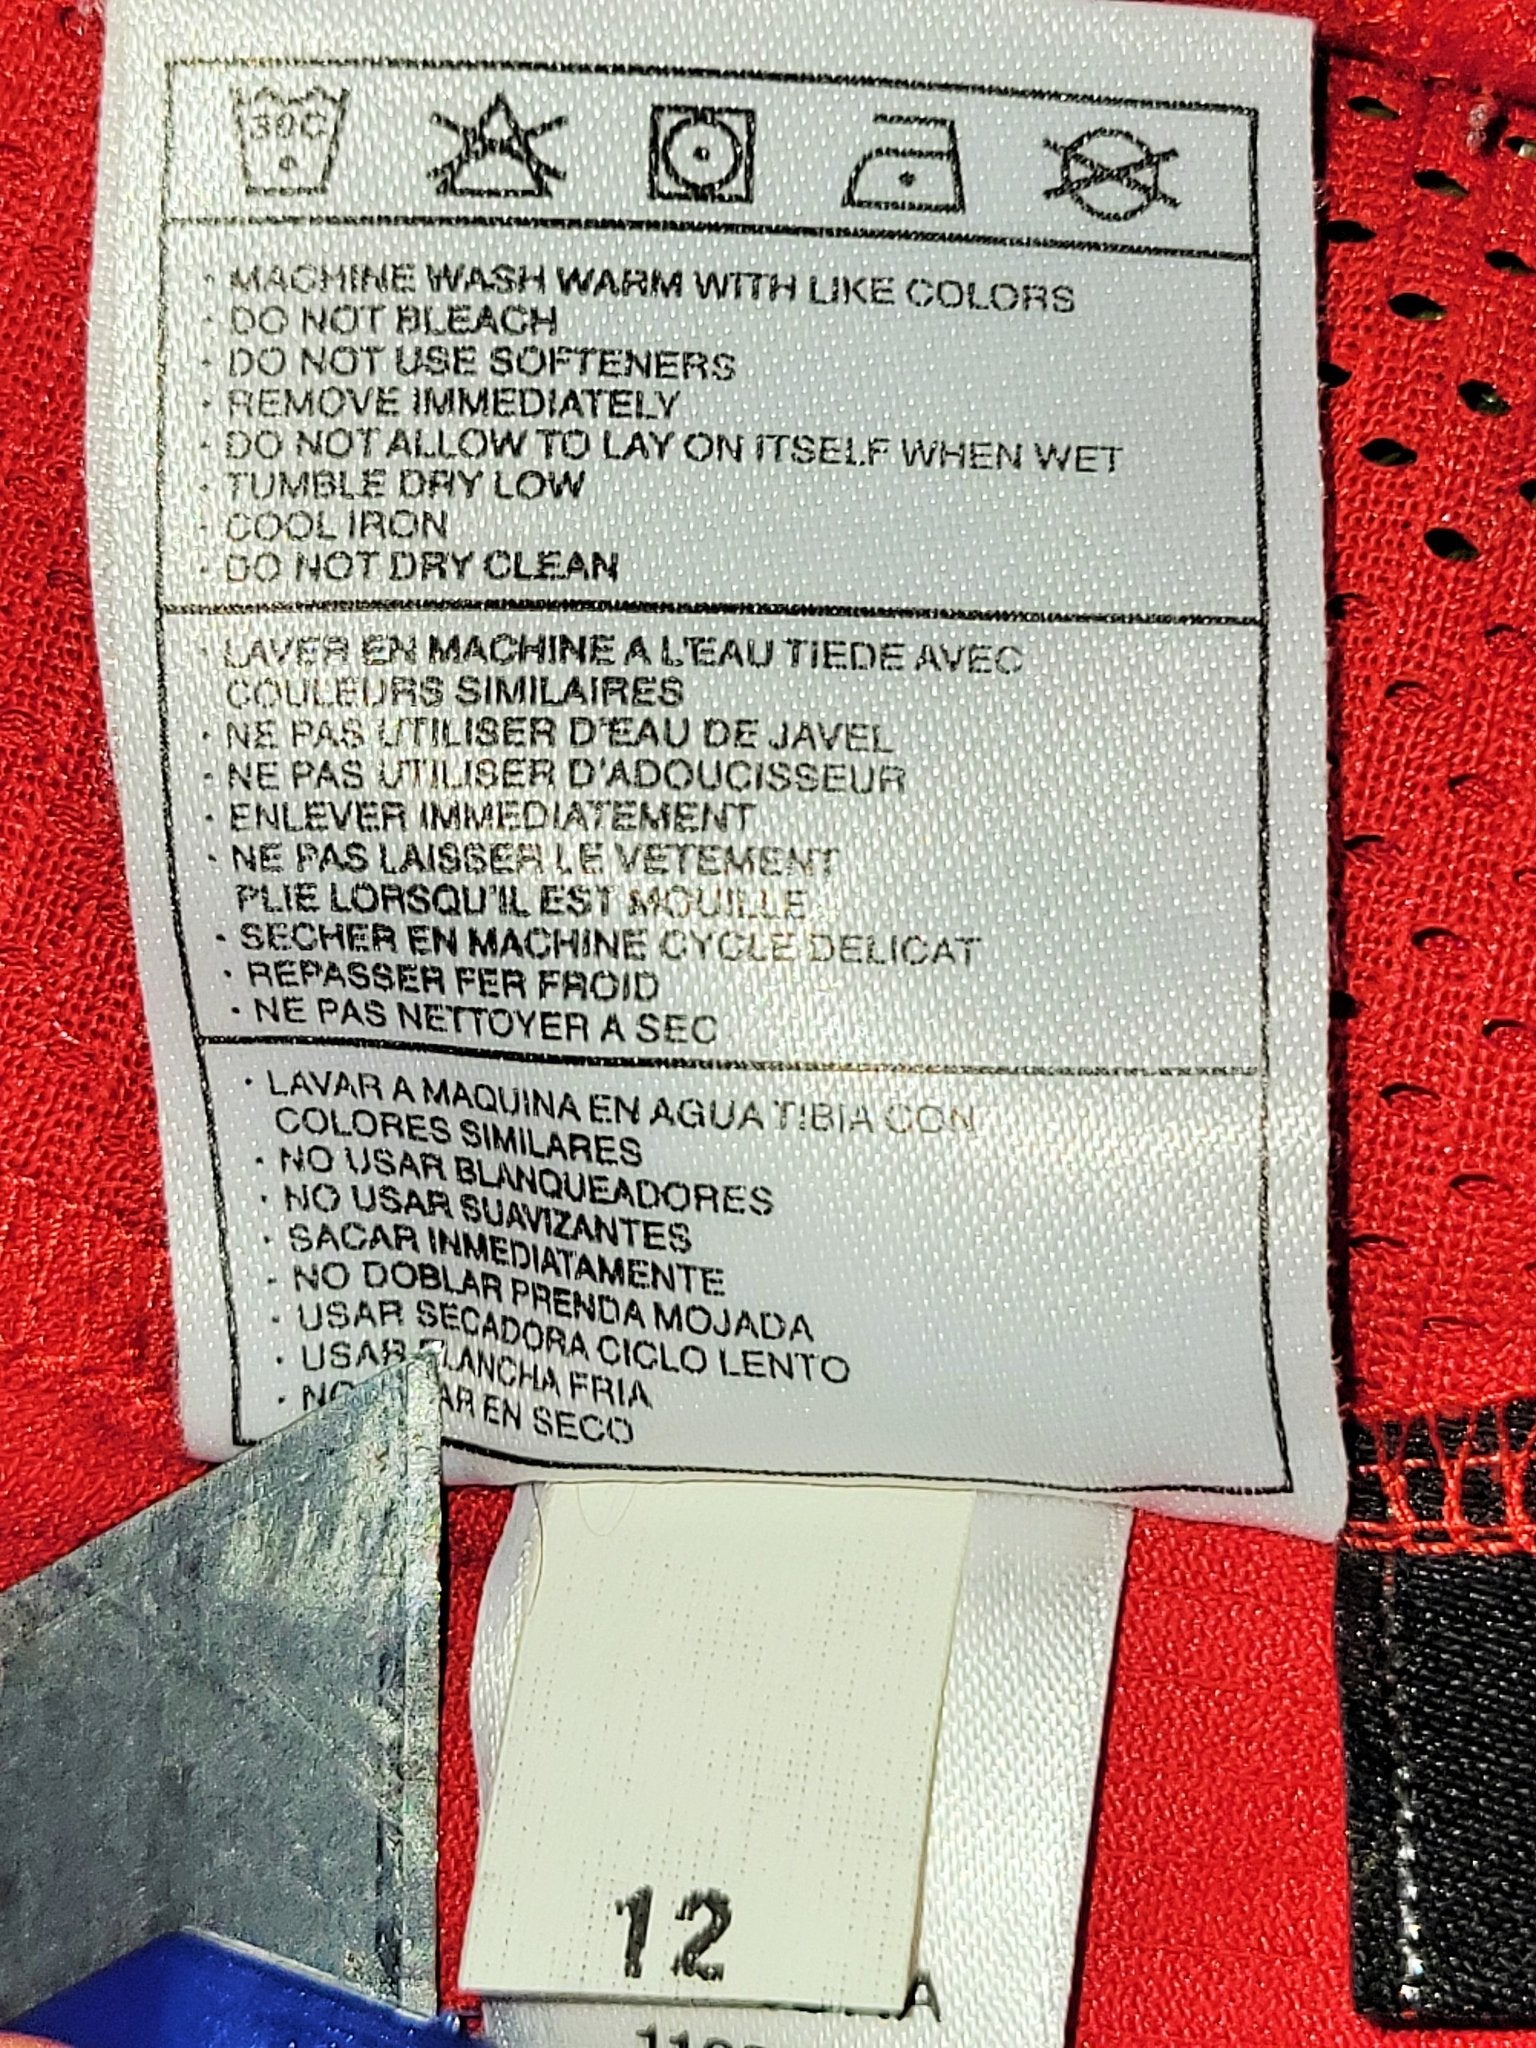 30C
· MACHINE WASH WARM WITH LIKE COLORS
· DO NOT BLEACH
· DO NOT USE SOFTENERS
· REMOVE IMMEDIATELY
· DO NOT ALLOW TO LAY ON ITSELF WHEN WET
· TUMBLE DRY LOW
· COOL IRON
· DO NOT DRY CLEAN
· LAVER EN MACHINE A L'EAU TIEDE AVEC
COULEURS SIMILAIRES
· NE PAS UTILISER D'EAU DE JAVEL
· NE PAS UTILISER D'ADOUCISSEUR
· ENLEVER IMMEDIATEMENT
· NE PAS LAISSER LE VETEMENT
PLIE LORSQU'IL EST MOUILLE
· SECHER EN MACHINE CYCLE DELICAT
· REPASSER FER FROID
· NE PAS NETTOYER A SEC
· LAVAR A MAQUINA EN AGUA TIBIA CON
COLORES SIMILARES
· NO USAR BLANQUEADORES
· NO USAR SUAVIZANTES
· SACAR INMEDIATAMENTE
· NO DOBLAR PRENDA MOJADA
· USAR SECADORA CICLO LENTO
· USAR PLANCHA FRIA
· NO EN SECO
12